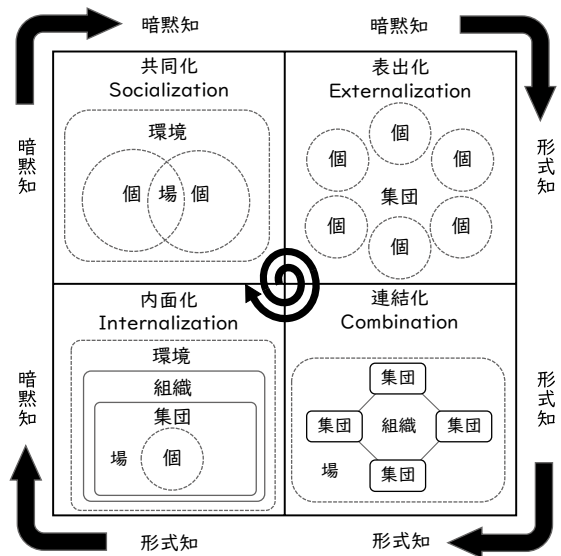 暗黙知
暗黙知
共同化
Socialization
環境
個
場
個
暗黙知
表出化
Externalization
個
個
個
集団
個
個
個
形式知
内面化
Internalization
環境
組織
集団
場
個
暗黙知
連結化
Combination
集団
集団
組織
集団
場
集団
形式知
形式知
形式知